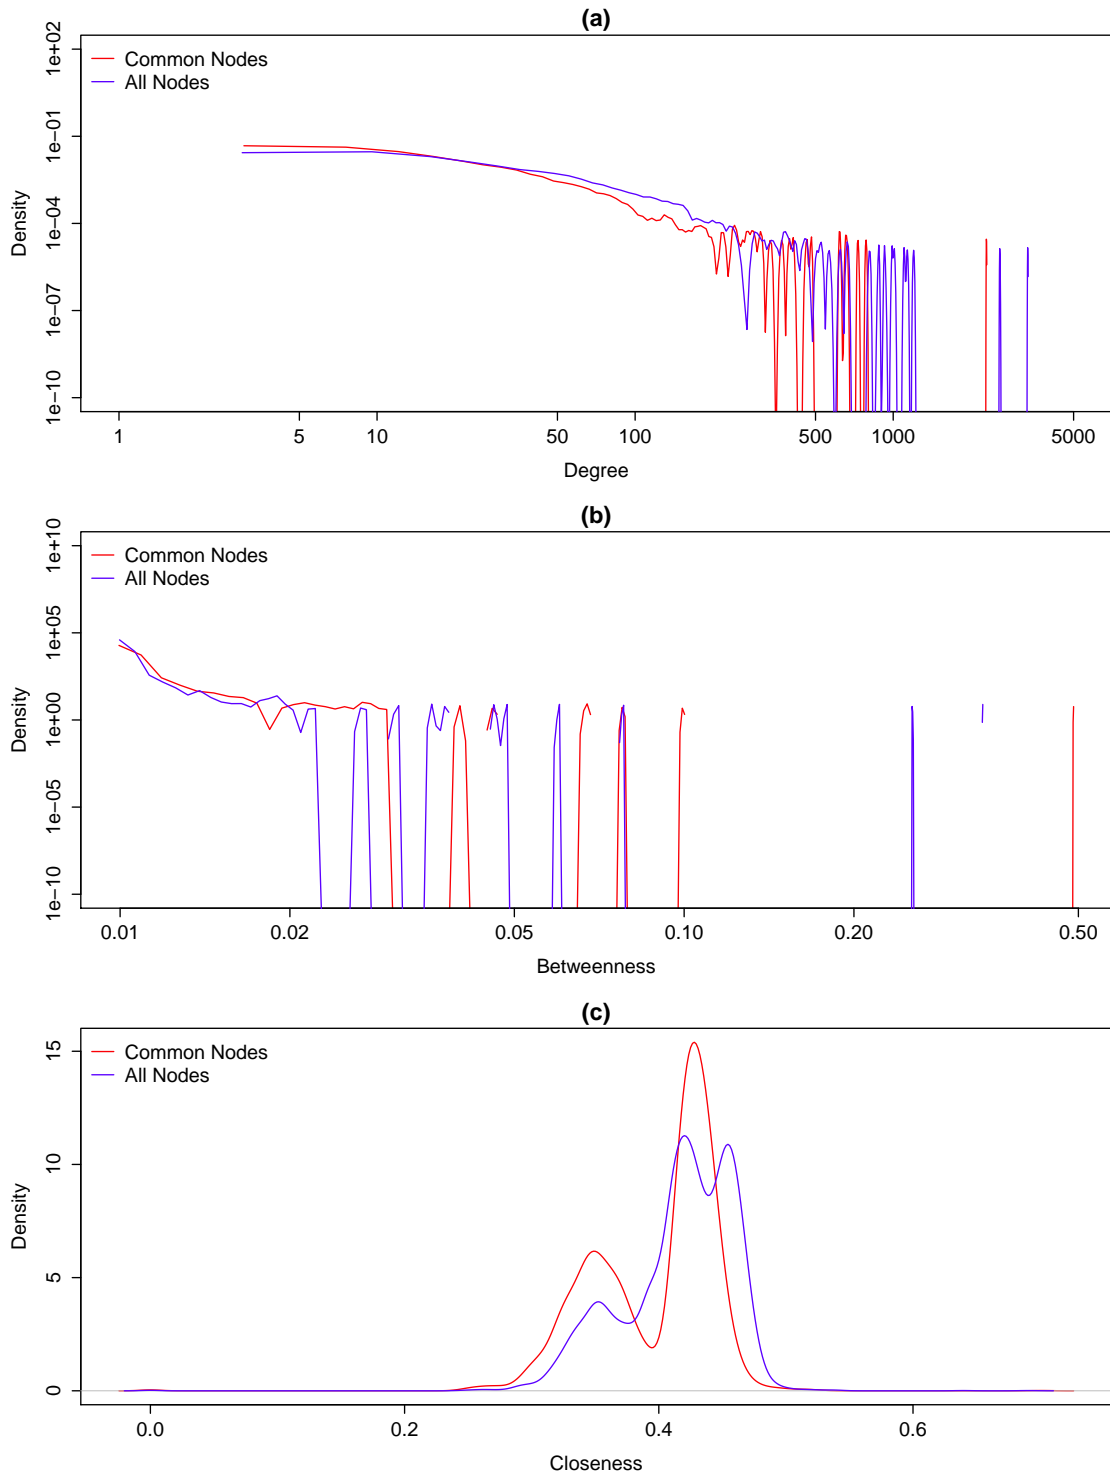 (a)
Common Nodes
All Nodes
Density
1e+02
1e−01
1e−04
1e−07
1e−10
1 5 10 50 100 500 1000 5000
Degree
(b)
Common Nodes
All Nodes
Density
1e+10
1e+05
1e+00
1e−05
1e−10
0.01 0.02 0.05 0.10 0.20 0.50
Betweenness
(c)
Common Nodes
All Nodes
Density
15
10
5
0
0.0 0.2 0.4 0.6
Closeness